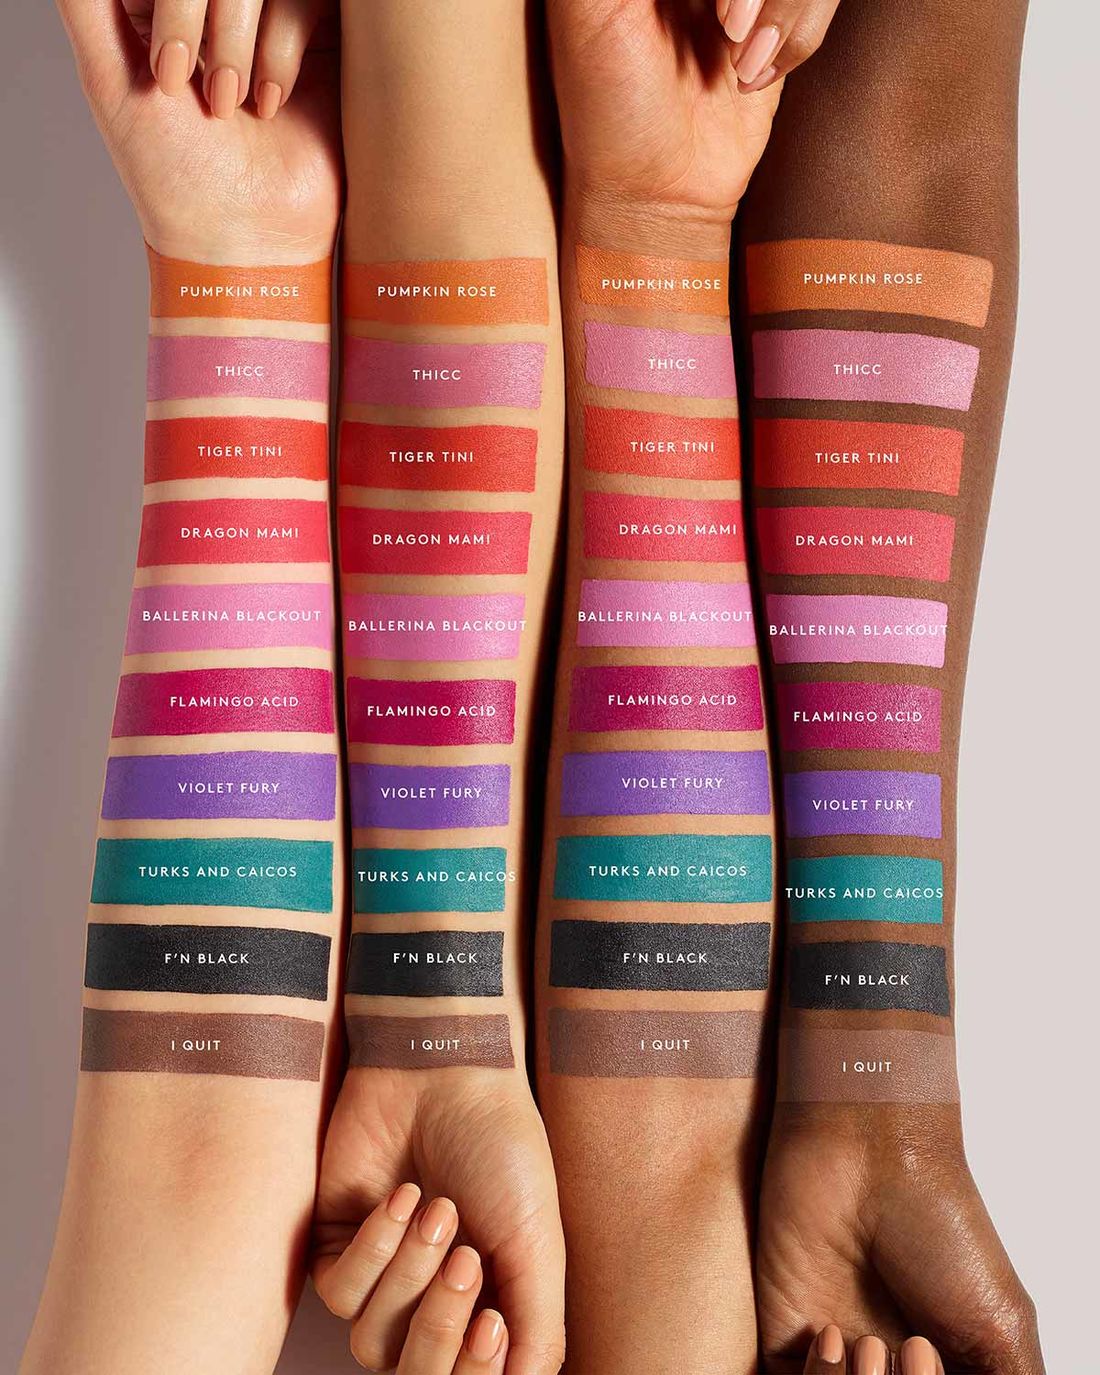 PUMPKIN ROSE
PUMPKIN ROSE
PUMPKIN ROSE
PUMPKIN ROSE
THICC
THICC
THICC
THICC
TIGER TINI
TIGER TINI
TIGER TINI
TIGER TINI
DRAGON MAMI
DRAGON MAMI
DRAGON MAMI
DRAGON MAMI
BALLERINA BLACKOUT
BALLERINA BLACKOUT
BALLERINA BLACKOUT
BALLERINA BLACKOUT
FLAMINGO ACID
FLAMINGO ACID
FLAMINGO ACID
FLAMINGO ACID
VIOLET FURY
VIOLET FURY
VIOLET FURY
VIOLET FURY
TURKS AND CAICOS
TURKS AND CAICOS
TURKS AND CAICOS
TURKS AND CAICOS
F'N BLACK
F'N BLACK
F'N BLACK
F'N BLACK
I QUIT
I QUIT
I QUIT
I QUIT